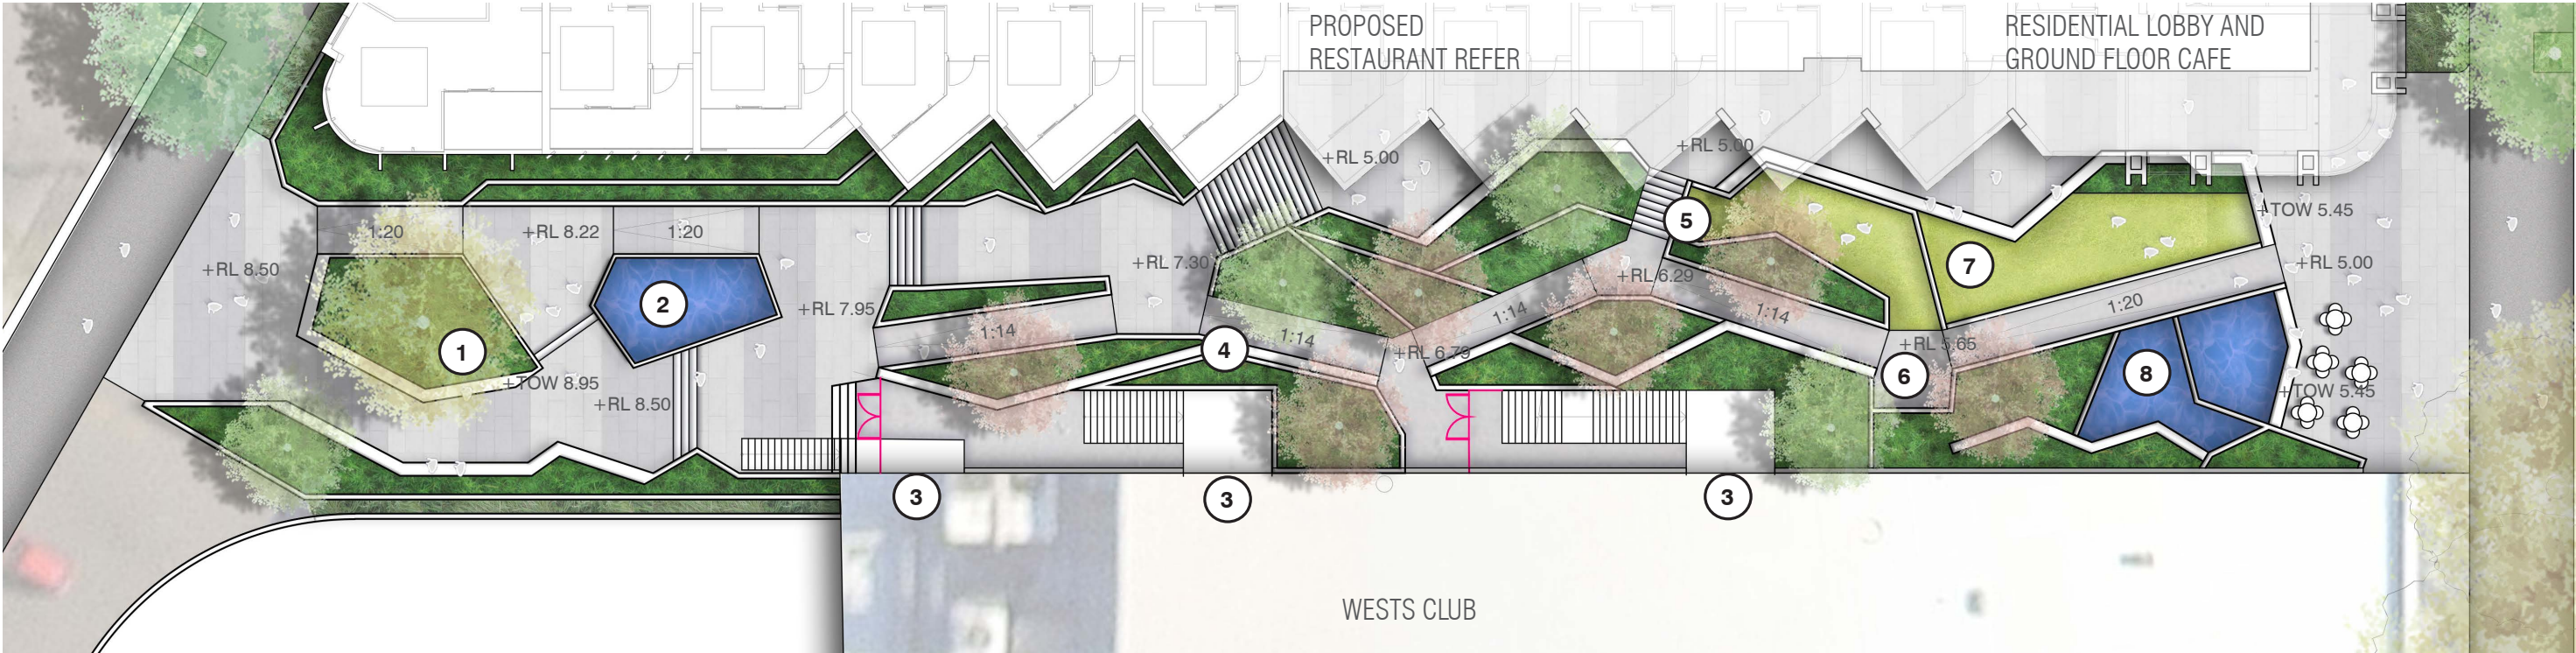 PROPOSED
RESTAURANT REFER
RESIDENTIAL LOBBY AND
GROUND FLOOR CAFE
+RL 5.00
+RL 5.00
5
+TOW 5.45
1:20
+RL 8.22
1:20
+RL 8.50
+RL 7.30
+RL 6.29
7
+RL 5.00
2
+RL 7.95
1:14
1:14
1:14
1:14
1:20
1
4
+RL 6.79
+RL 5.65
+TOW 8.95
6
8
+TOW 5.45
+RL 8.50
3
3
3
WESTS CLUB